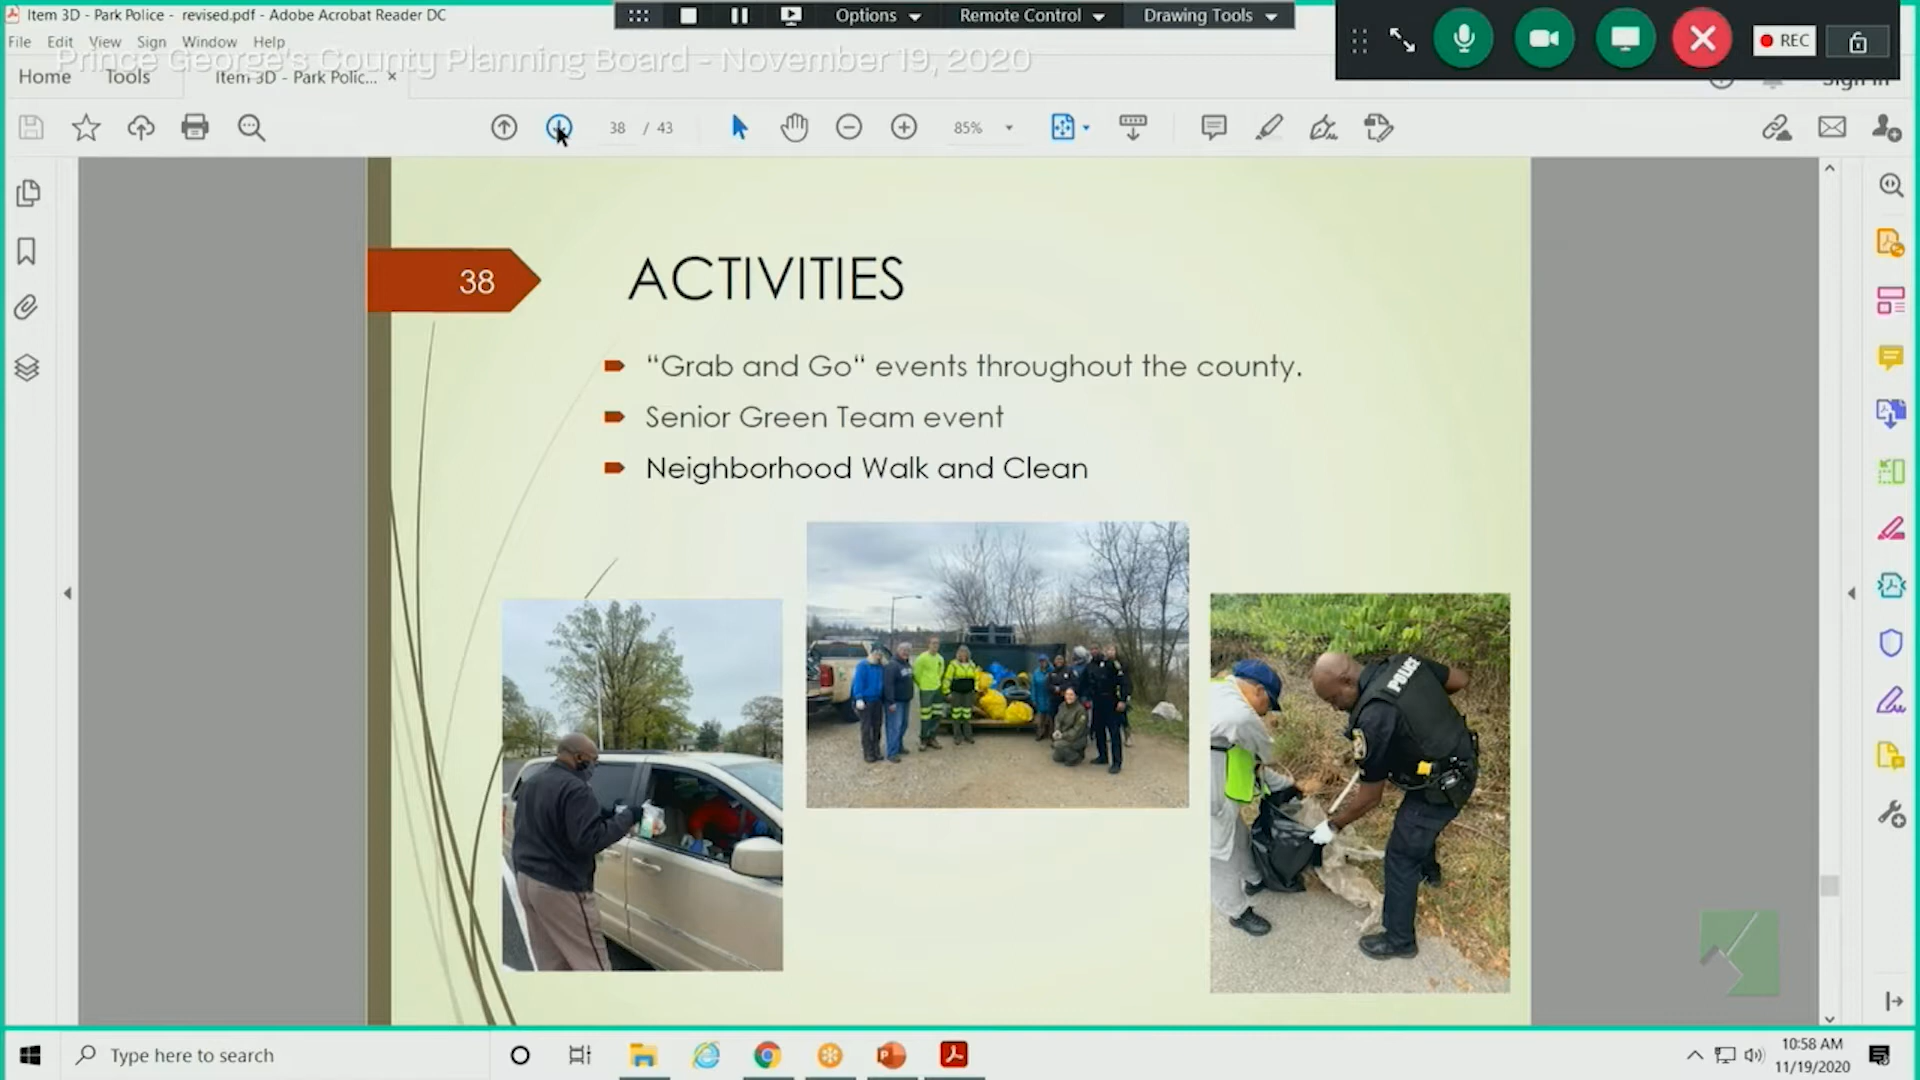 Item 3D - Park Police - revised.pdf - Adobe Acrobat Reader DC
Options
Remote Control
Drawing Tools
REC
File Edit View Sign Window Help
Prince George's County Planning Board - November 19, 2020
Home Tools Item 3D - Park Polic... ×
Sign In
38 / 43
85%
38
ACTIVITIES
“Grab and Go“ events throughout the county.
Senior Green Team event
Neighborhood Walk and Clean
POLICE
Type here to search
10:58 AM
11/19/2020